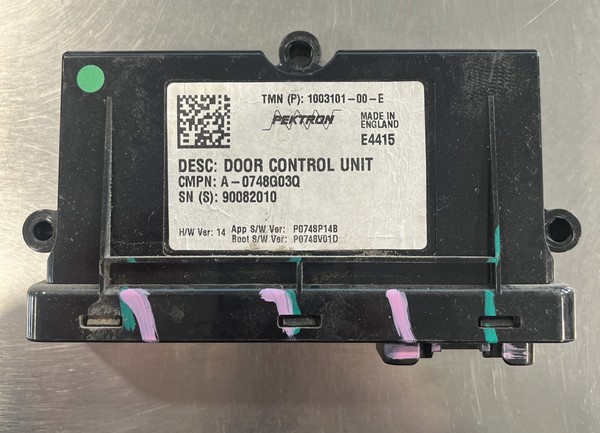 TMN (P): 1003101-00-E
PEKTRON
MADE IN
ENGLAND
E4415
DESC: DOOR CONTROL UNIT
CMPN: A-0748G03Q
SN (S): 90082010
H/W Ver: 14 App S/W Ver: P0748P14B
Boot S/W Ver: P0748V01D